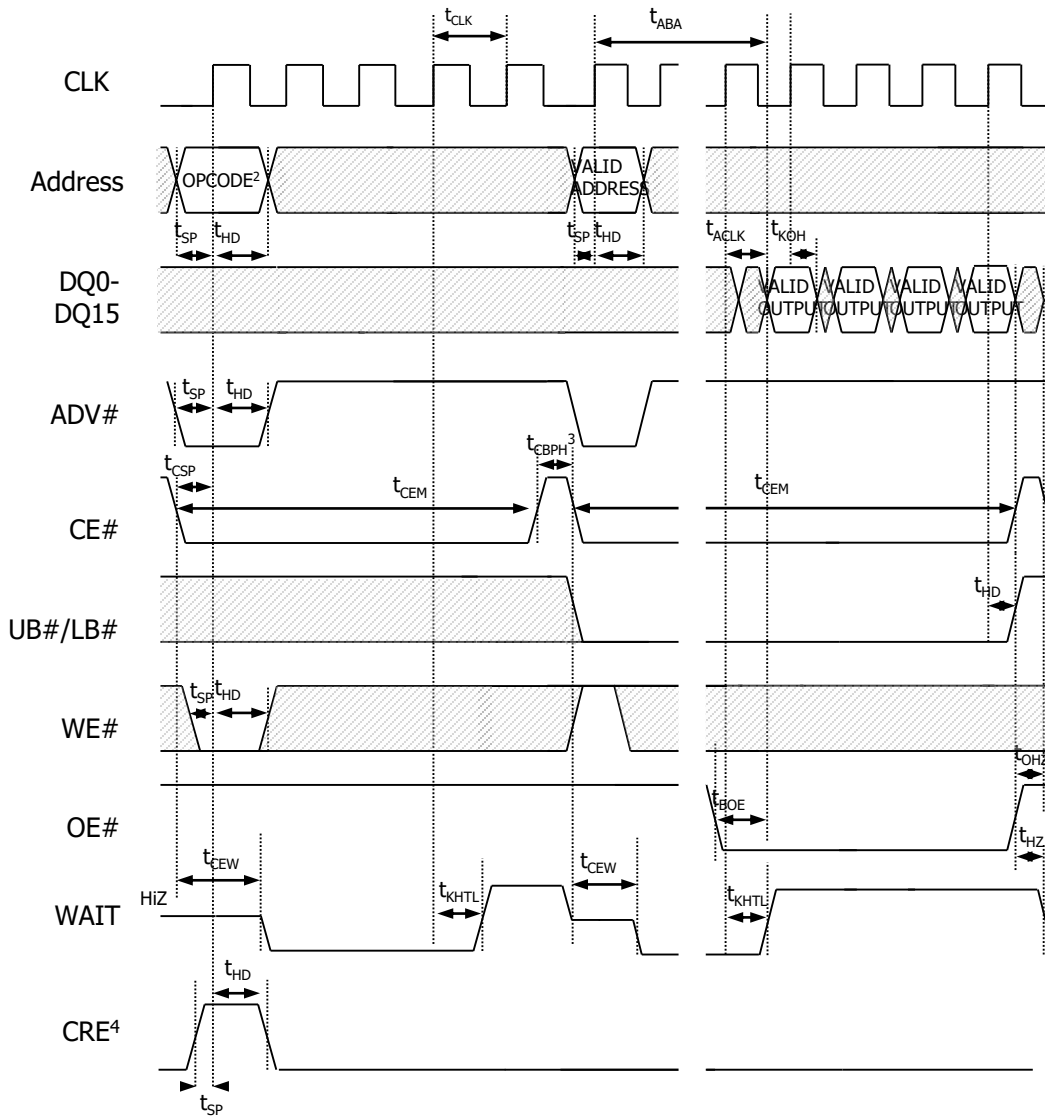 tCLK
tABA
CLK
Address
OPCODE2
VALID
ADDRESS
tSP
tHD
tSP
tHD
tACLK
tKOH
DQ0-
DQ15
VALID
OUTPUT
VALID
OUTPUT
VALID
OUTPUT
VALID
OUTPUT
ADV#
tSP
tHD
tCBPH3
tCSP
tCEM
tCEM
CE#
UB#/LB#
tHD
WE#
tSP
tHD
tOHZ
OE#
tBOE
tHZ
tCEW
tCEW
HiZ
WAIT
tKHTL
tKHTL
tHD
CRE4
tSP